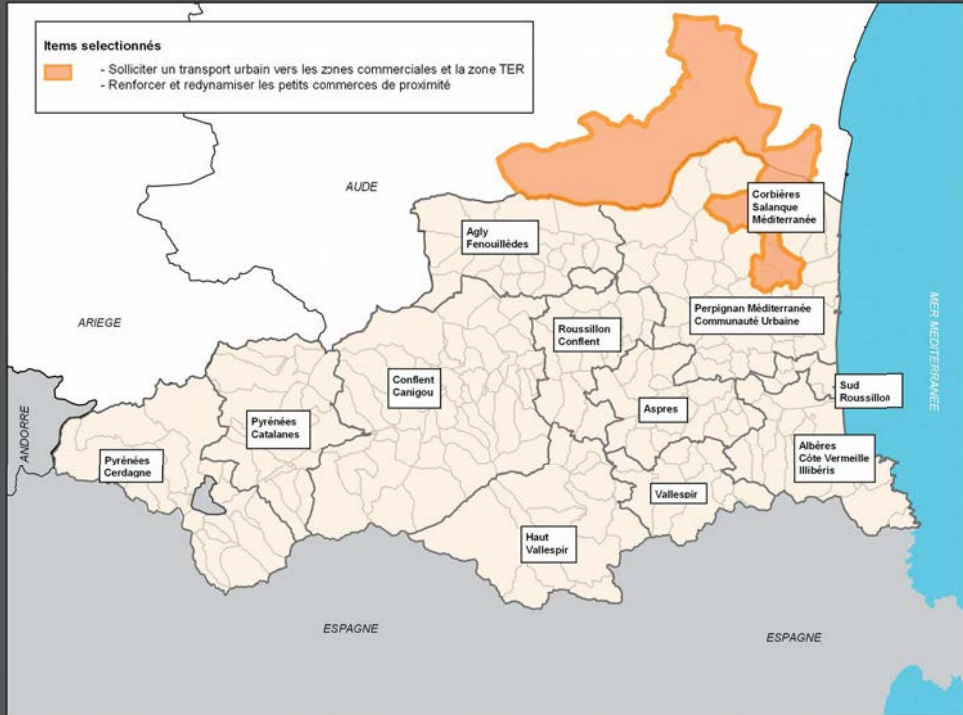 Items selectionnés
- Solliciter un transport urbain vers les zones commerciales et la zone TER
- Renforcer et redynamiser les petits commerces de proximité
AUDE
Corbières
Salanque
Méditerranée
Agly
Fenouillédes
ARIEGE
Perpignan Méditerranée
Communauté Urbaine
MER MÉDITERRANÉE
Roussillon
Conflent
Conflent
Canigou
Sud
Roussillon
ANDORRE
Pyrénées
Catalanes
Aspres
Albères
Côte Vermeille
Illibéris
Pyrénées
Cerdagne
Vallespir
Haut
Vallespir
ESPAGNE
ESPAGNE